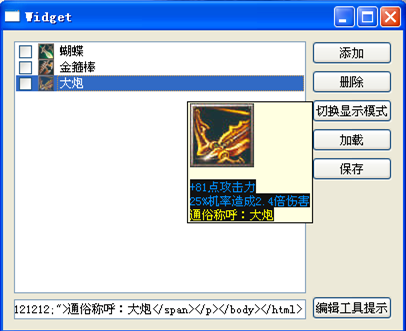 Widget
蝴蝶
金箍棒
大炮
添加
删除
切换显示模式
加载
保存
+81点攻击力
25%机率造成2.4倍伤害
通俗称呼：大炮
121212;">通俗称呼：大炮</span></p></body></html>
编辑工具提示